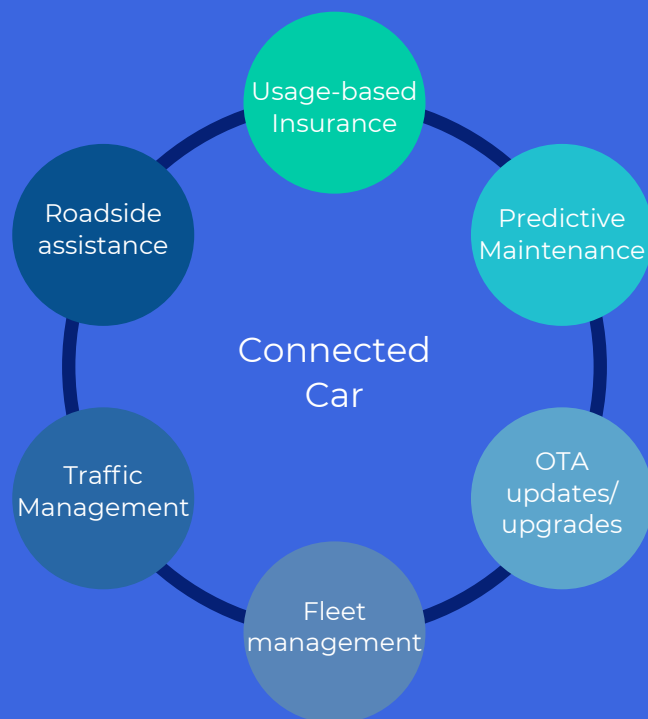 Usage-based
Insurance
Roadside
assistance
Predictive
Maintenance
Connected
Car
Traffic
Management
OTA
updates/
upgrades
Fleet
management